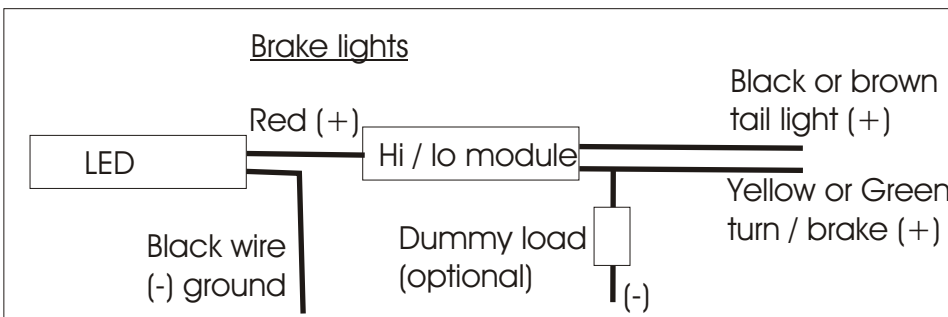 Brake lights
Black or brown
tail light (+)
Red (+)
Hi / lo module
LED
Yellow or Green
turn / brake (+)
Black wire
(-) ground
Dummy load
(optional)
(-)